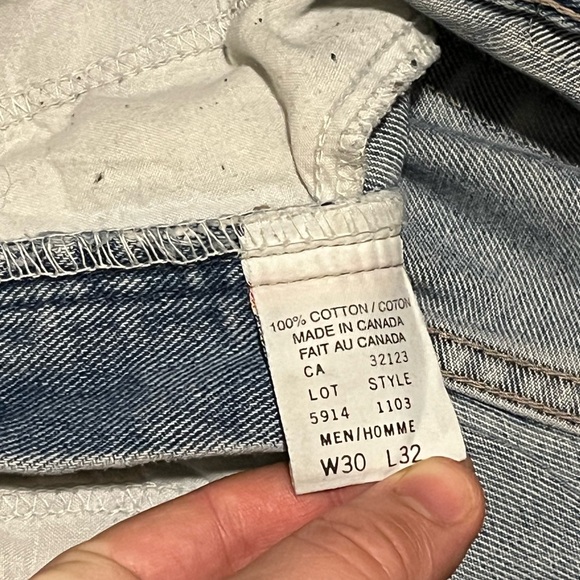 100% COTTON / COTON
MADE IN CANADA
FAIT AU CANADA
CA 32123
LOT STYLE
5914 1103
MEN/HOMME
W30 L32